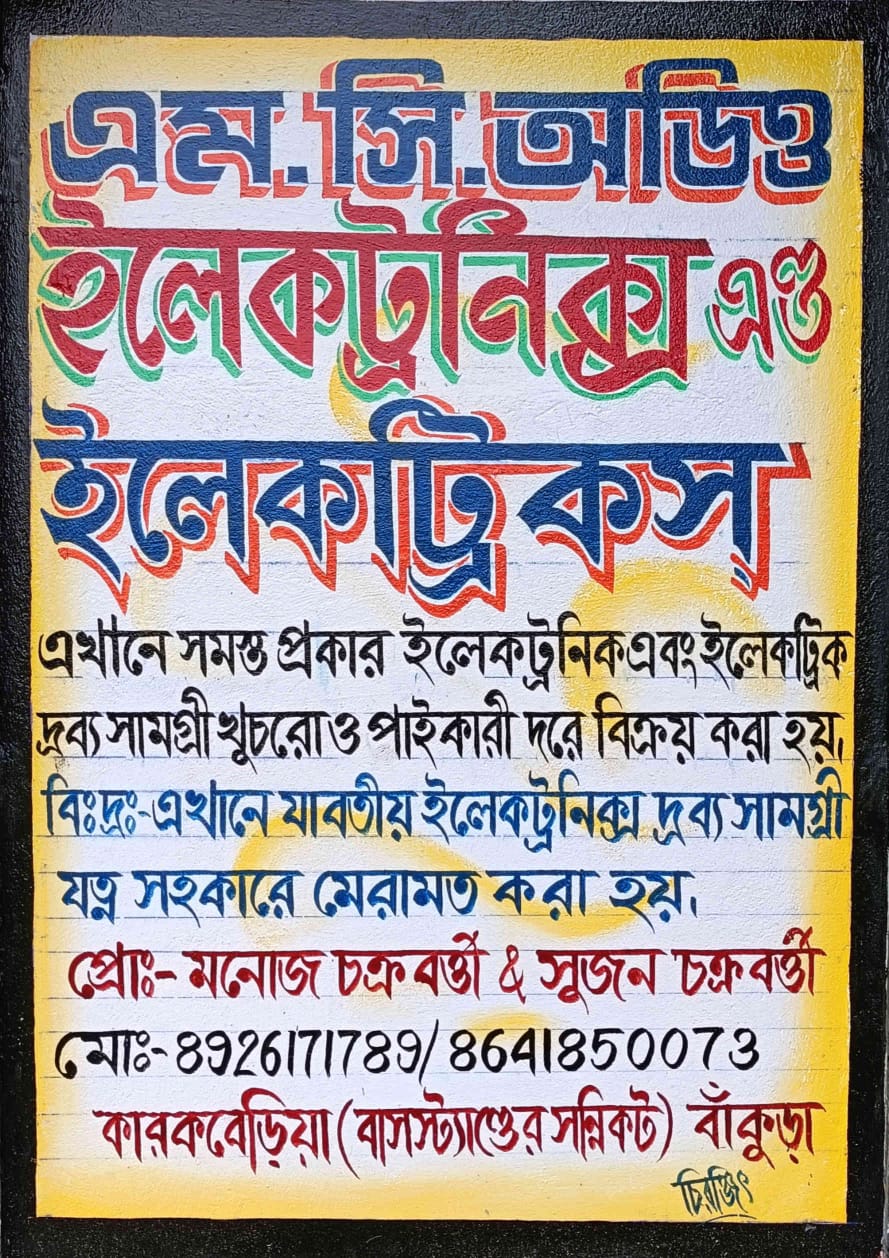 এম.সি.অডিও
ইলেকট্রনিক্স এণ্ড
ইলেকট্রিকস্
এখানে সমস্ত প্রকার ইলেকট্রনিক এবং ইলেকট্রিক
দ্রব্য সামগ্রী খুচরো ও পাইকারী দরে বিক্রয় করা হয়।
বিঃদ্রঃ-এখানে যাবতীয় ইলেকট্রনিক্স দ্রব্য সামগ্রী
যত্ন সহকারে মেরামত করা হয়।
প্রোঃ- মনোজ চক্রবর্ত্তী & সুজন চক্রবর্ত্তী
মোঃ- 8926171789/8641850073
কারকবেড়িয়া (বাসস্ট্যাণ্ডের সন্নিকট) বাঁকুড়া
চিরঞ্জিৎ